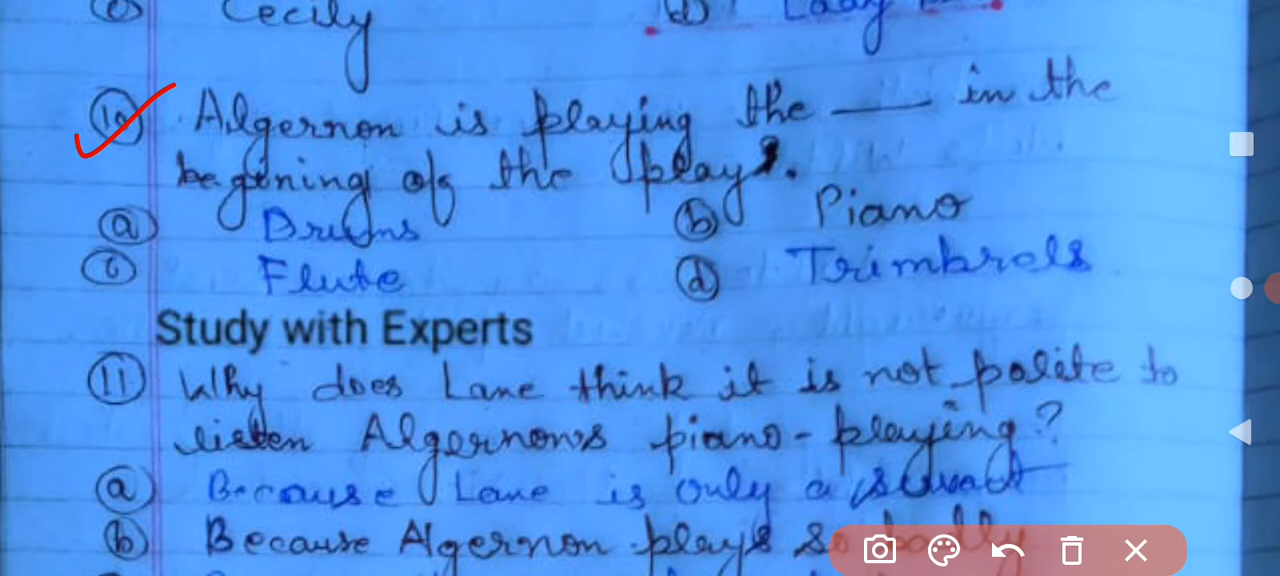 c Cecily d Lady
10 Algernon is playing the ___ in the
begining of the play.
a Drums b Piano
c Flute d Trimbrels
Study with Experts
11 Why does Lane think it is not polite to
listen Algernons piano-playing?
a Because Lane is only a servant
b Because Algernon plays so badly